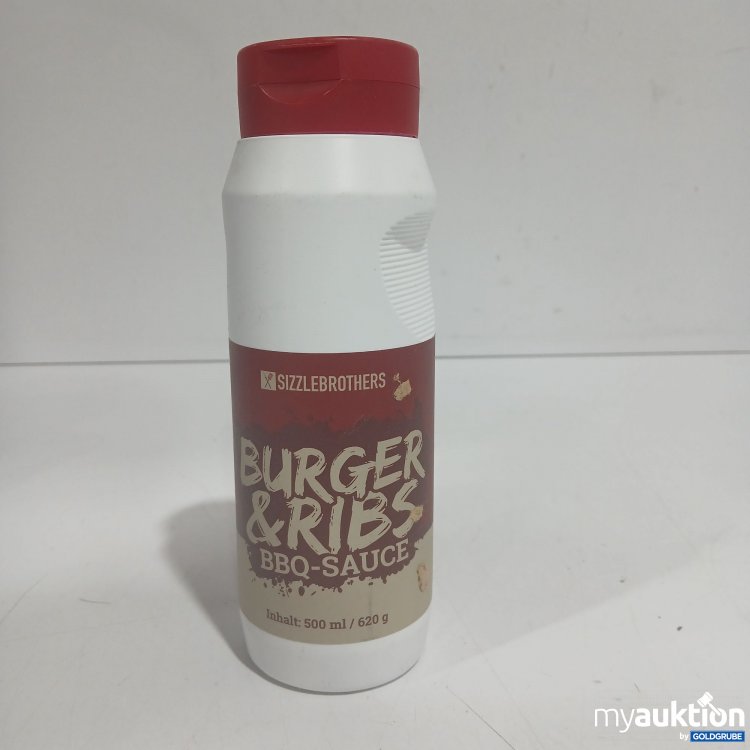 SIZZLEBROTHERS
BURGER
&RIBS
BBQ-SAUCE
Inhalt: 500 ml / 620 g
myauktion
by GOLDGRUBE